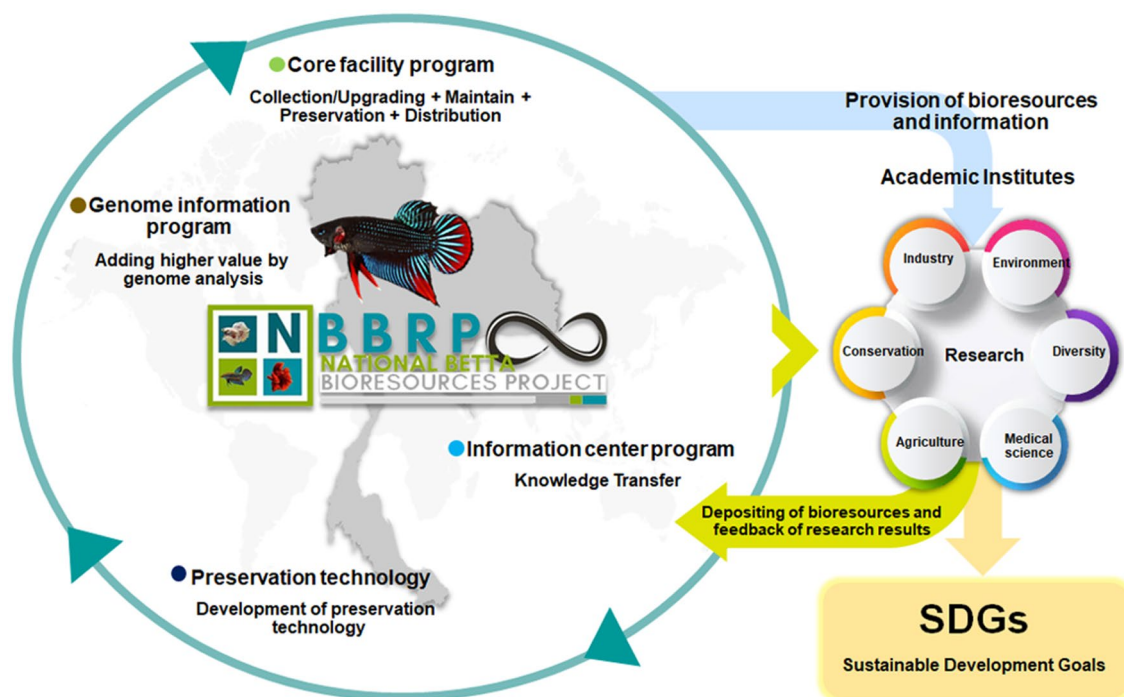 Core facility program
Collection/Upgrading + Maintain +
Preservation + Distribution
Provision of bioresources
and information
Academic Institutes
Genome information
program
Adding higher value by
genome analysis
Industry
Environment
N BBRP
NATIONAL BETTA
BIORESOURCES PROJECT
Conservation
Research
Diversity
Information center program
Knowledge Transfer
Agriculture
Medical
science
Depositing of bioresources and
feedback of research results
Preservation technology
Development of preservation
technology
SDGs
Sustainable Development Goals